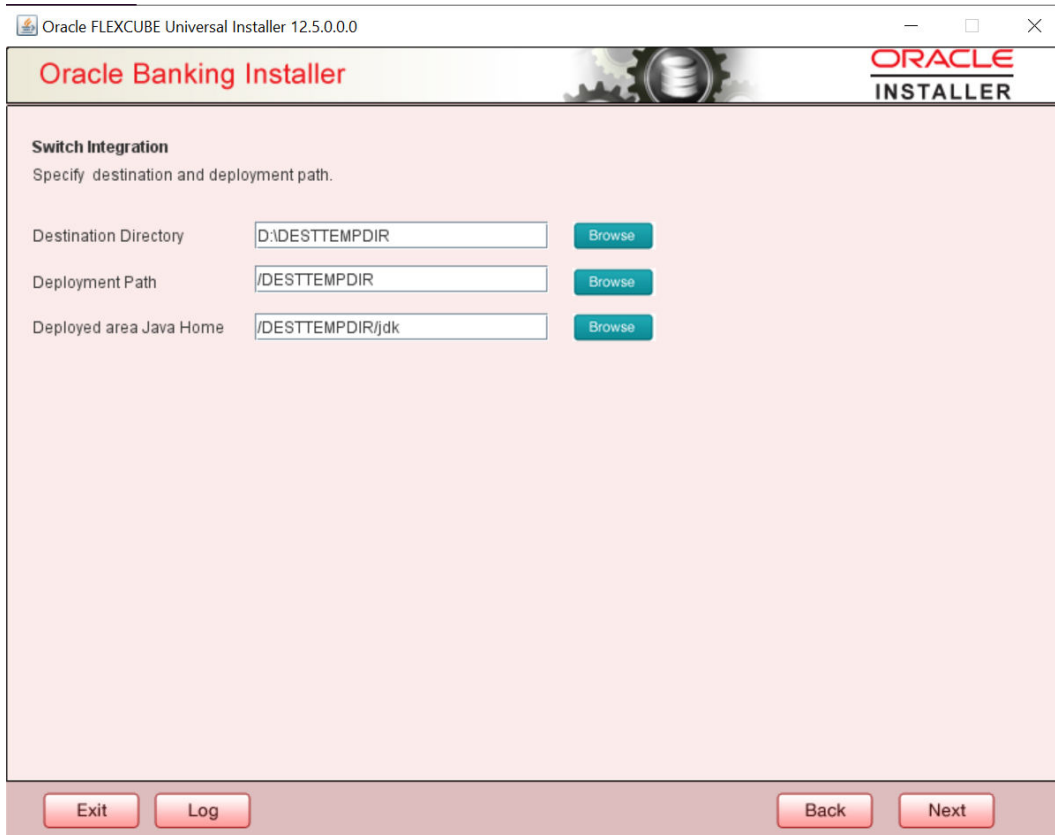 Oracle FLEXCUBE Universal Installer 12.5.0.0.0
Oracle Banking Installer
ORACLE
INSTALLER
Switch Integration
Specify destination and deployment path.
Destination Directory D:\DESTTEMPDIR Browse
Deployment Path /DESTTEMPDIR Browse
Deployed area Java Home /DESTTEMPDIR/jdk Browse
Exit Log Back Next